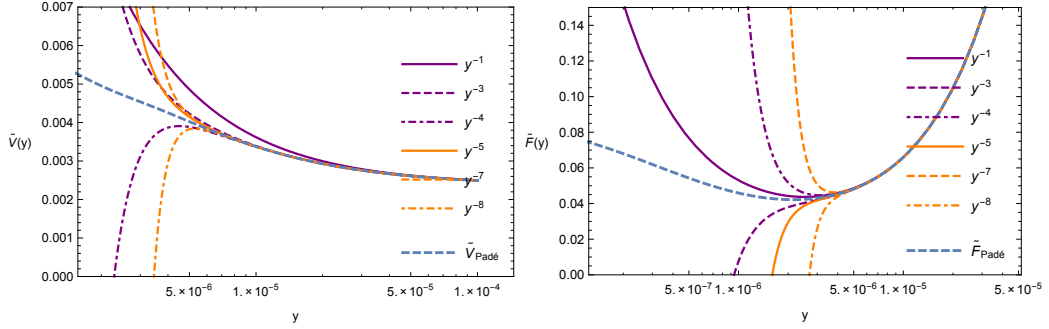 0.007
0.006
0.005
0.004
0.003
0.002
0.001
0.000
Ṽ(y)
y⁻¹
y⁻³
y⁻⁴
y⁻⁵
y⁻⁷
y⁻⁸
Ṽ Padé
5.×10⁻⁶
1.×10⁻⁵
5.×10⁻⁵
1.×10⁻⁴
y
0.14
0.12
0.10
0.08
0.06
0.04
0.02
0.00
F̃(y)
y⁻¹
y⁻³
y⁻⁴
y⁻⁵
y⁻⁷
y⁻⁸
F̃ Padé
5.×10⁻⁷
1.×10⁻⁶
5.×10⁻⁶
1.×10⁻⁵
5.×10⁻⁵
y